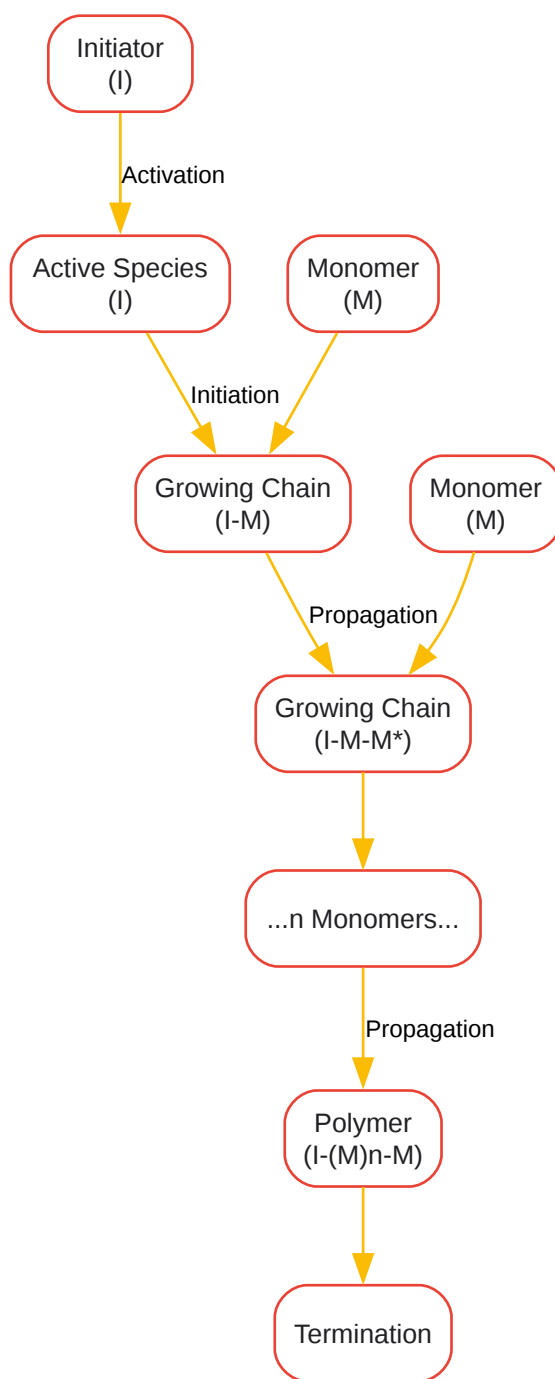 Initiator
(I)
Activation
Active Species
(I)
Monomer
(M)
Initiation
Growing Chain
(I-M)
Monomer
(M)
Propagation
Growing Chain
(I-M-M*)
...n Monomers...
Propagation
Polymer
(I-(M)n-M)
Termination